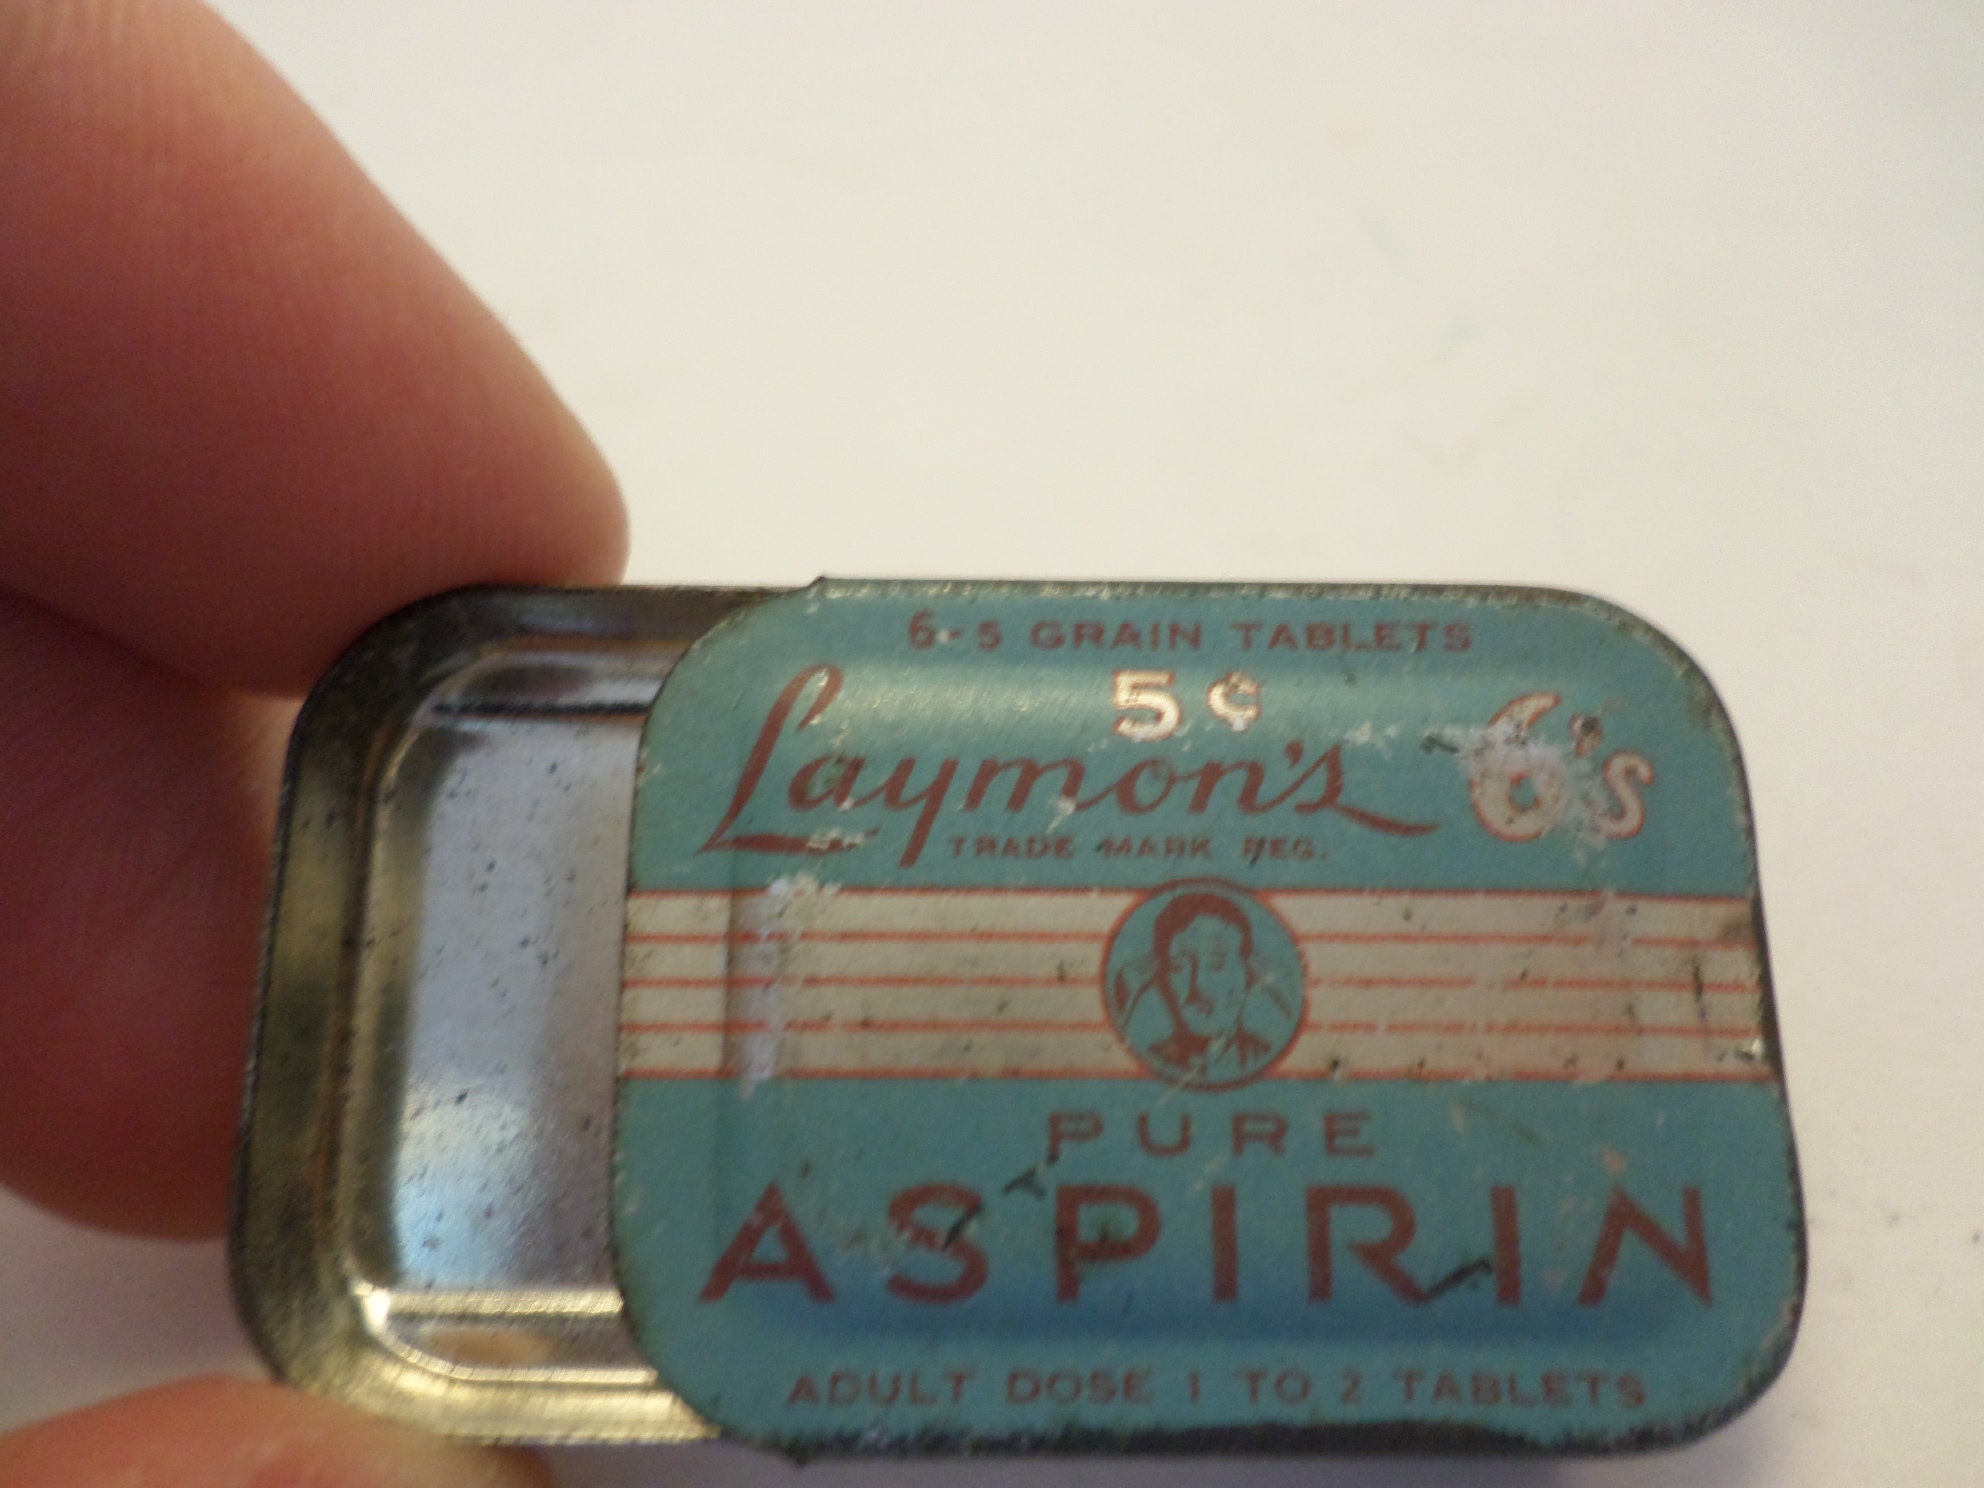 6-5 GRAIN TABLETS
5¢
Laymon's 6's
TRADE MARK REG.
PURE
ASPIRIN
ADULT DOSE 1 TO 2 TABLETS